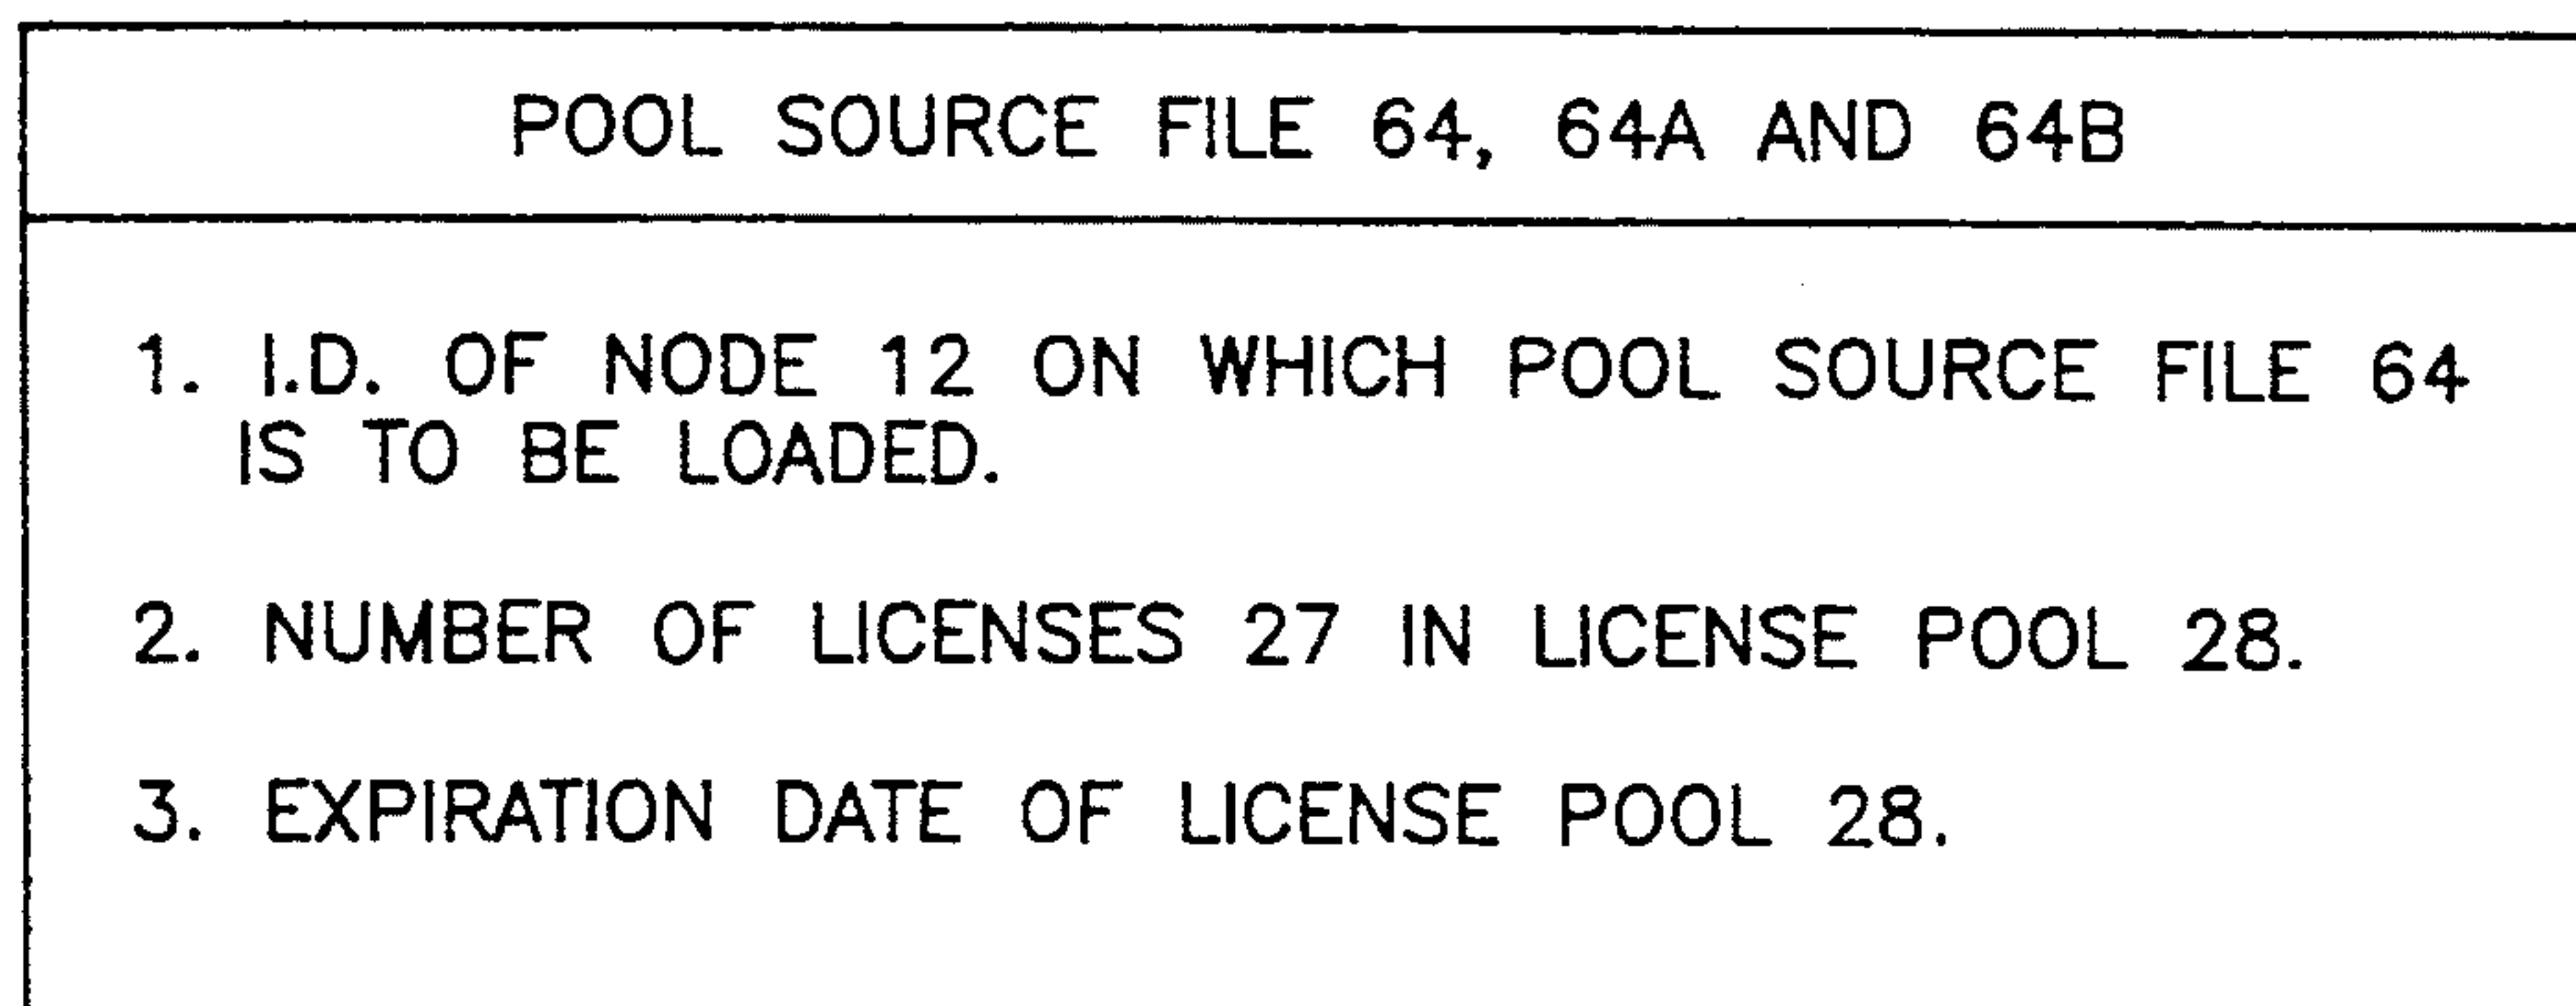 POOL SOURCE FILE 64, 64A AND 64B
1. I.D. OF NODE 12 ON WHICH POOL SOURCE FILE 64
IS TO BE LOADED.
2. NUMBER OF LICENSES 27 IN LICENSE POOL 28.
3. EXPIRATION DATE OF LICENSE POOL 28.